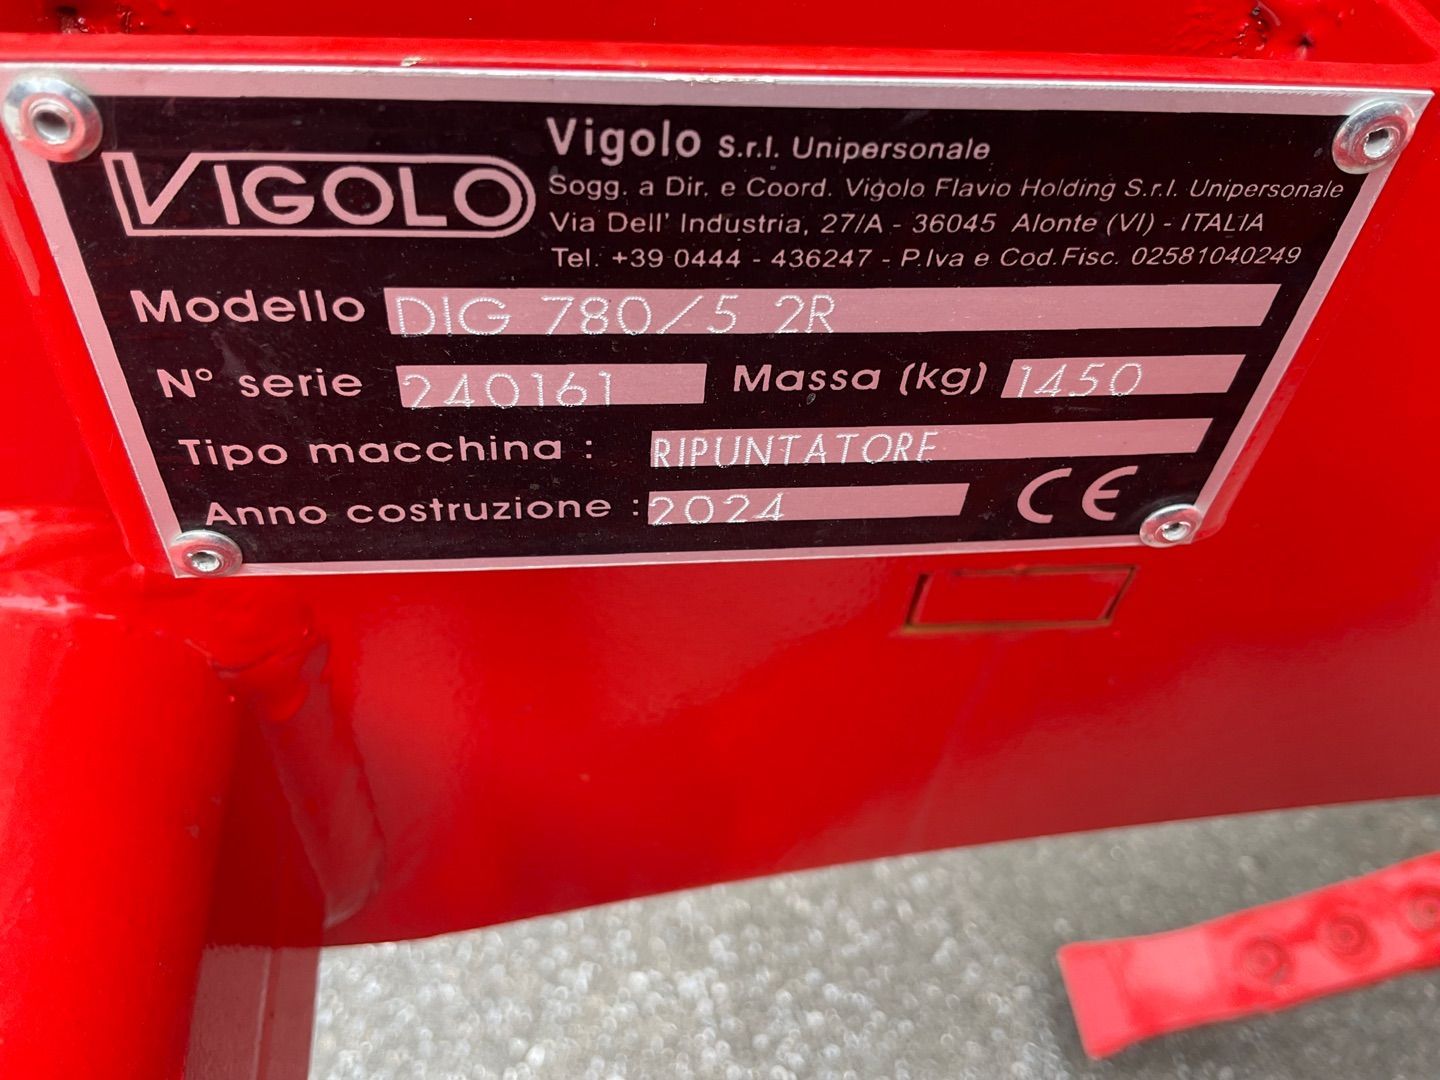 VIGOLO
Vigolo s.r.l. Unipersonale
Sogg. a Dir. e Coord. Vigolo Flavio Holding S.r.l. Unipersonale
Via Dell' Industria, 27/A - 36045 Alonte (VI) - ITALIA
Tel. +39 0444 - 436247 - P.Iva e Cod.Fisc. 02581040249
Modello DIG 780/5 2R
N° serie 240161 Massa (kg) 1450
Tipo macchina : RIPUNTATORE
Anno costruzione : 2024 CE